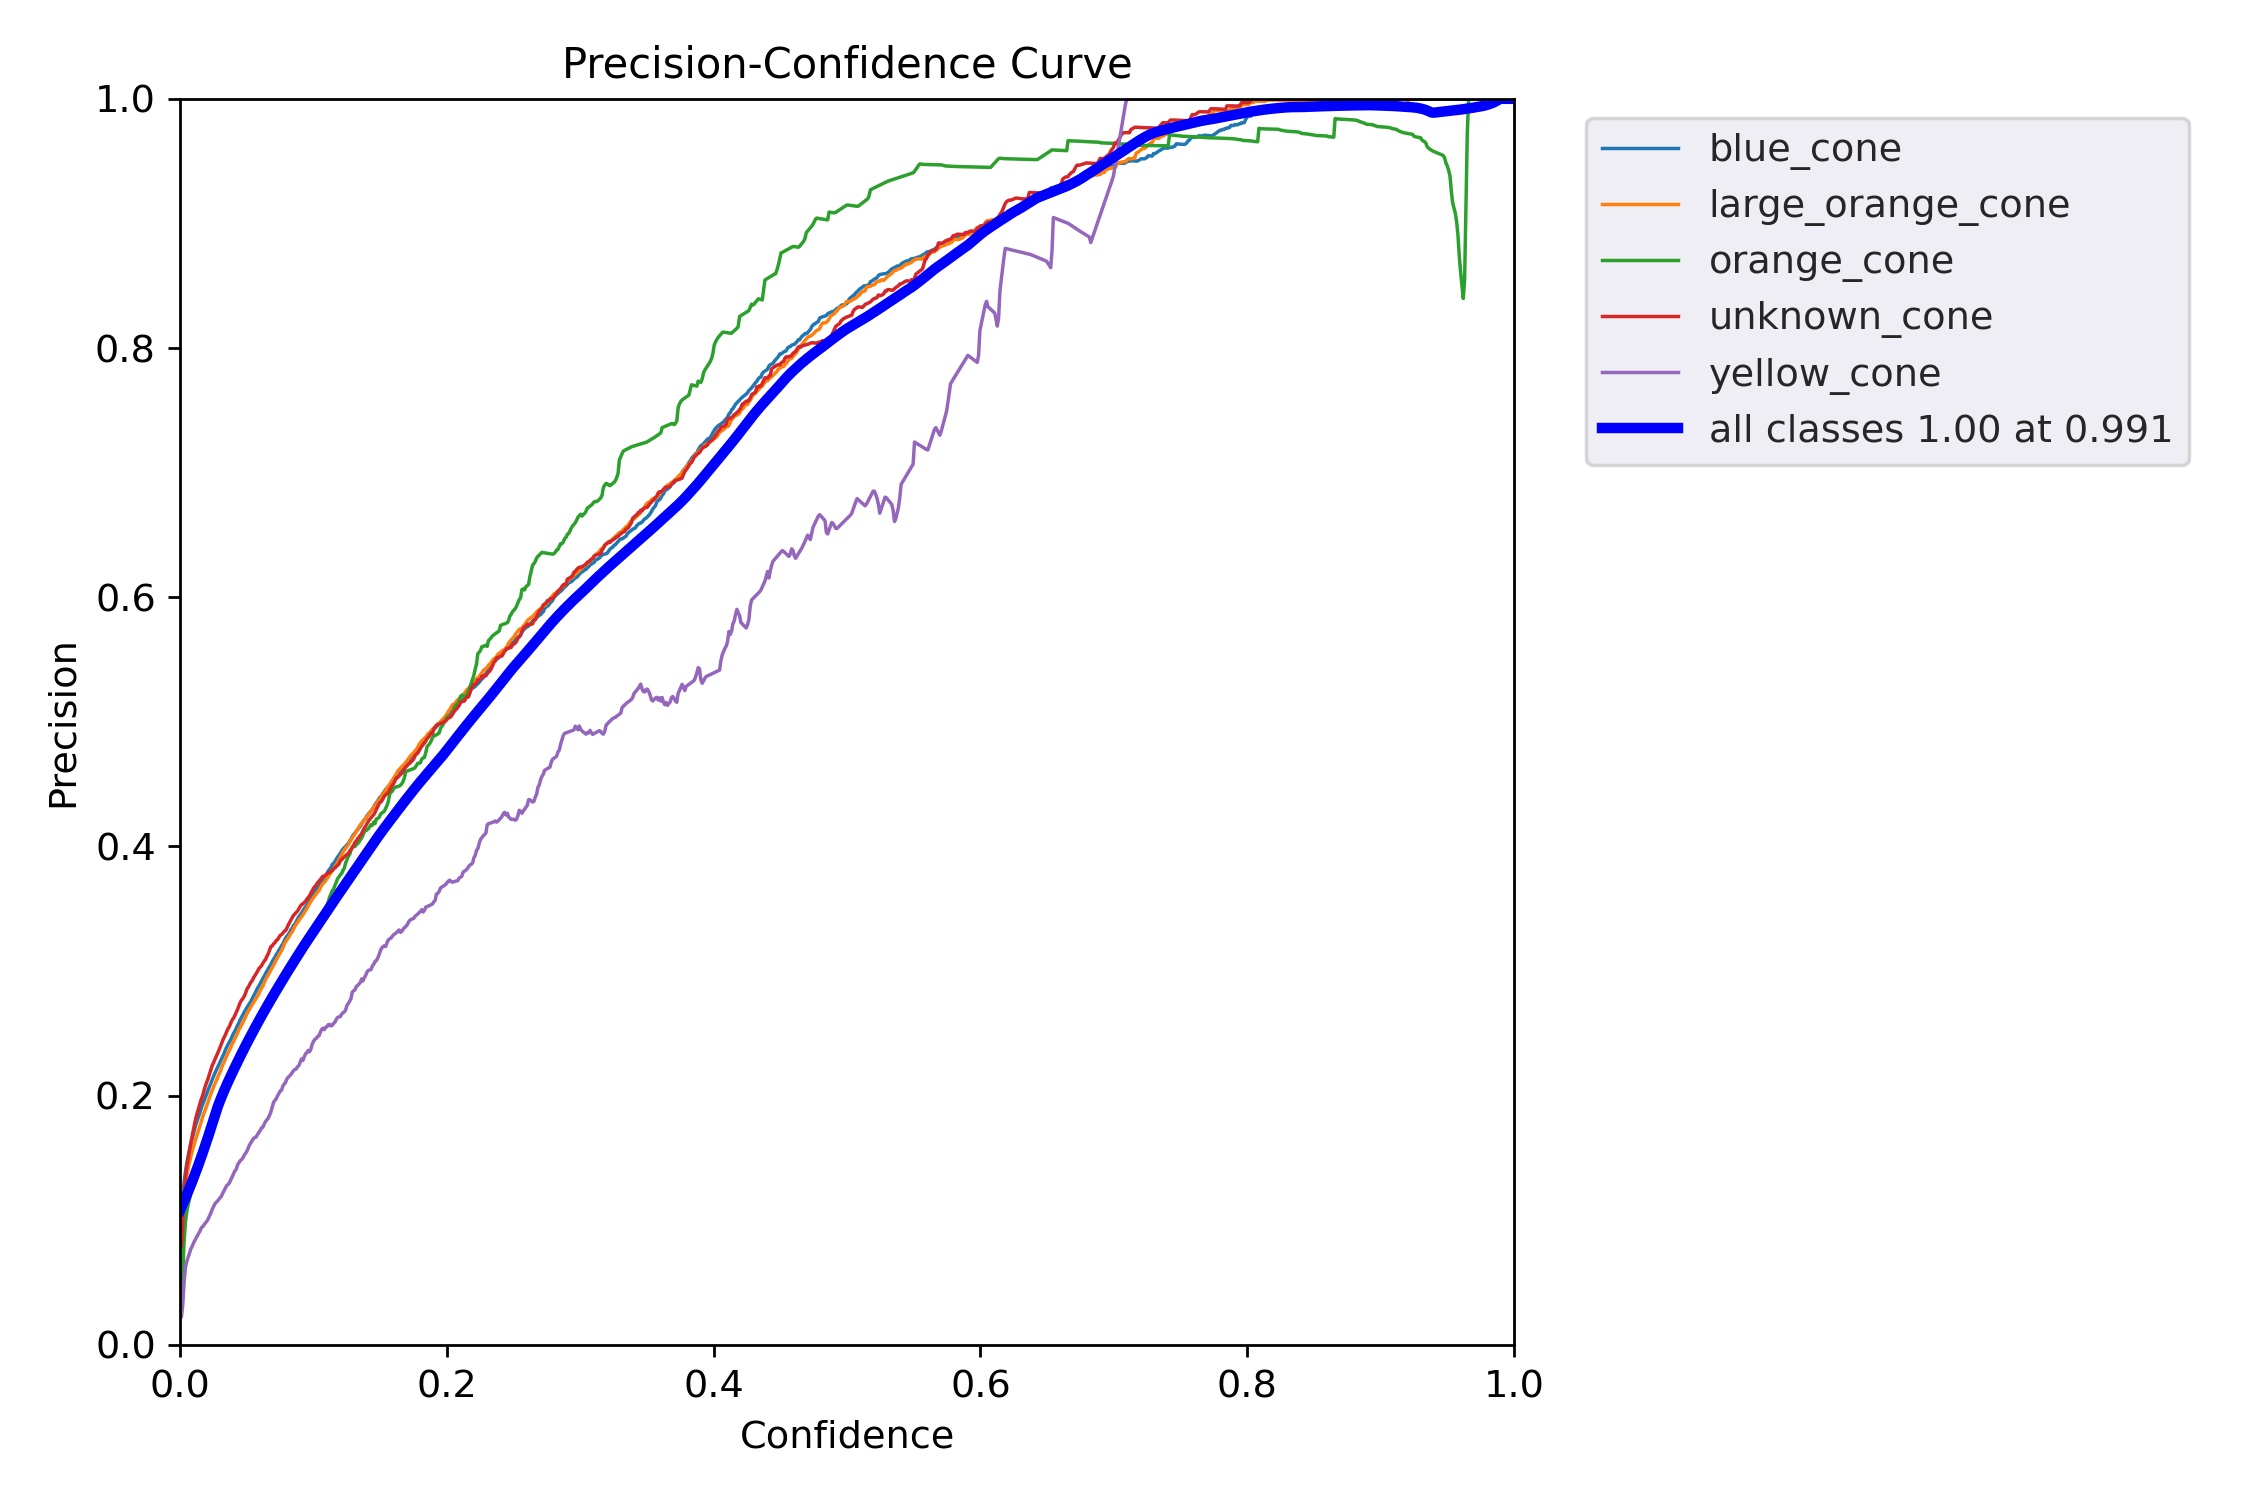 Precision-Confidence Curve
1.0
0.8
0.6
0.4
0.2
0.0
Precision
0.0 0.2 0.4 0.6 0.8 1.0
Confidence
blue_cone
large_orange_cone
orange_cone
unknown_cone
yellow_cone
all classes 1.00 at 0.991